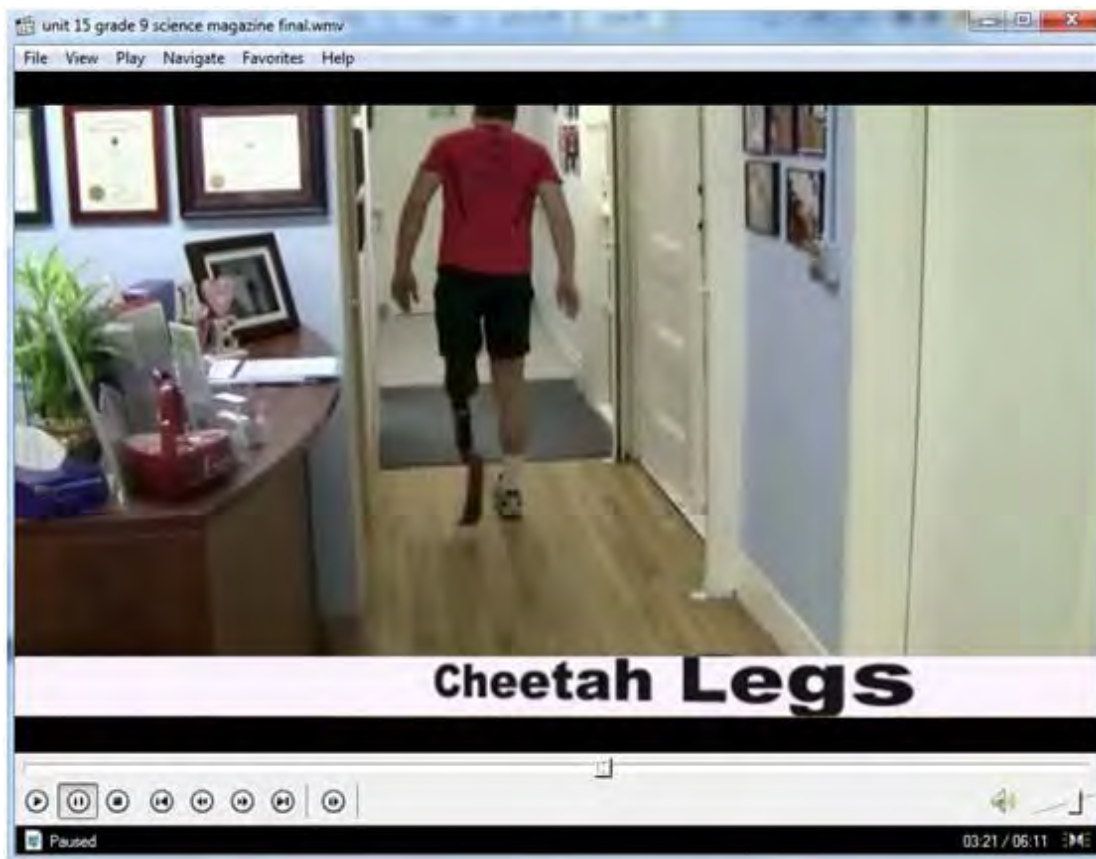 unit 15 grade 9 science magazine final.wmv
File View Play Navigate Favorites Help
Cheetah Legs
Paused 03:21 / 06:11